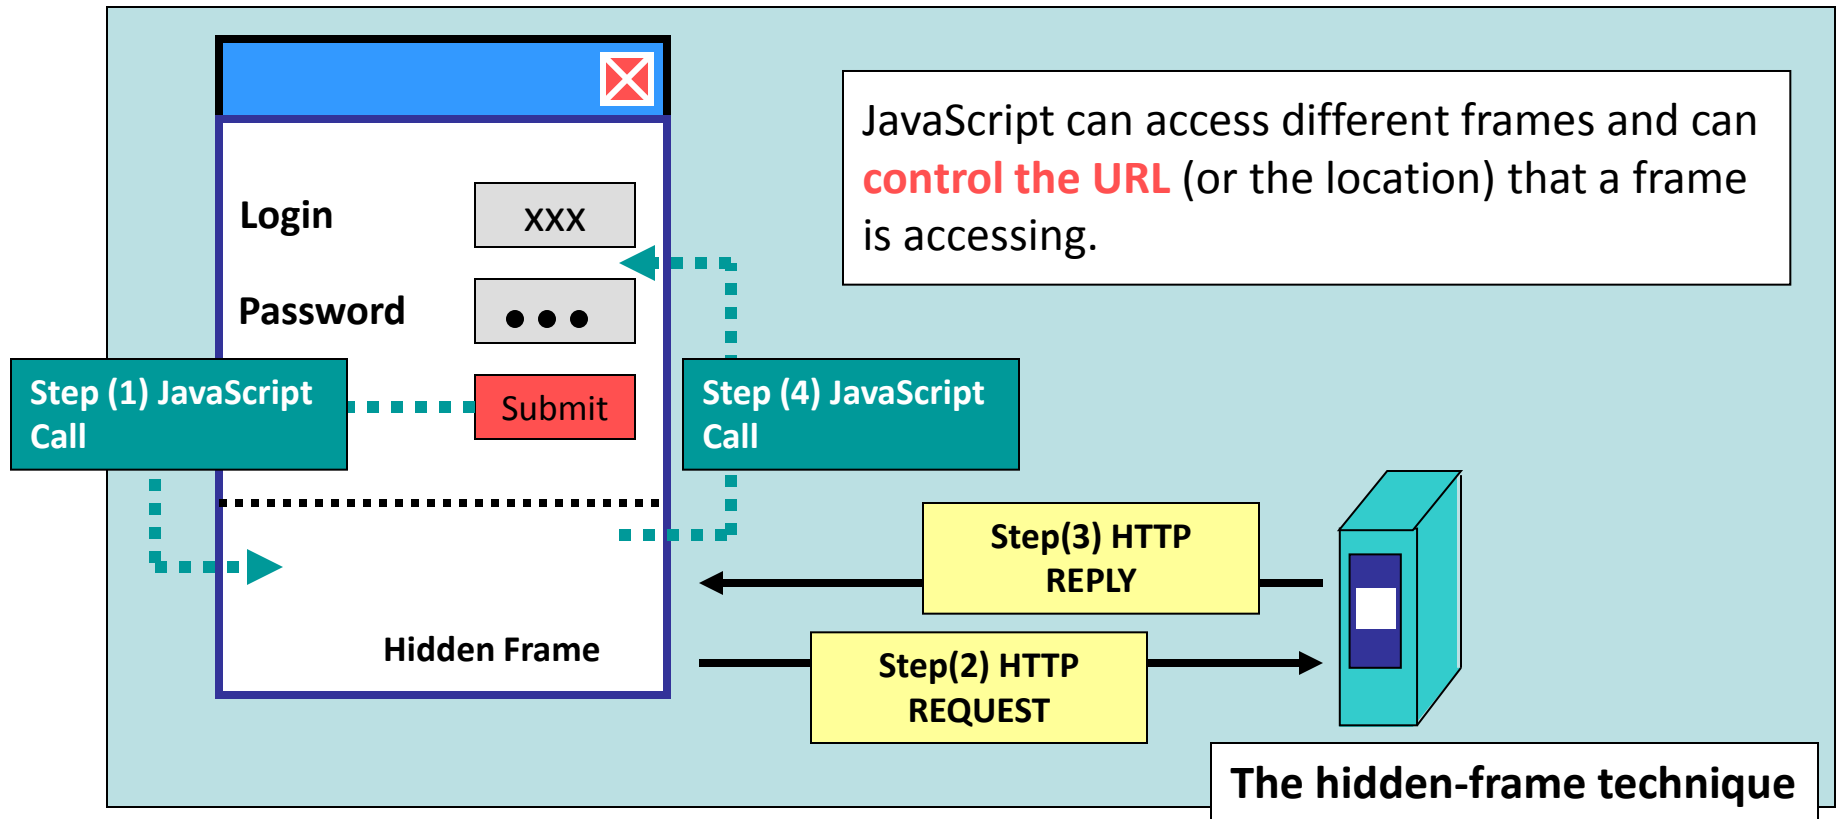 JavaScript can access different frames and can
control the URL (or the location) that a frame
is accessing.
Login
xxx
Password
●●●
Step (1) JavaScript
Call
Submit
Step (4) JavaScript
Call
Step(3) HTTP
REPLY
Hidden Frame
Step(2) HTTP
REQUEST
The hidden-frame technique